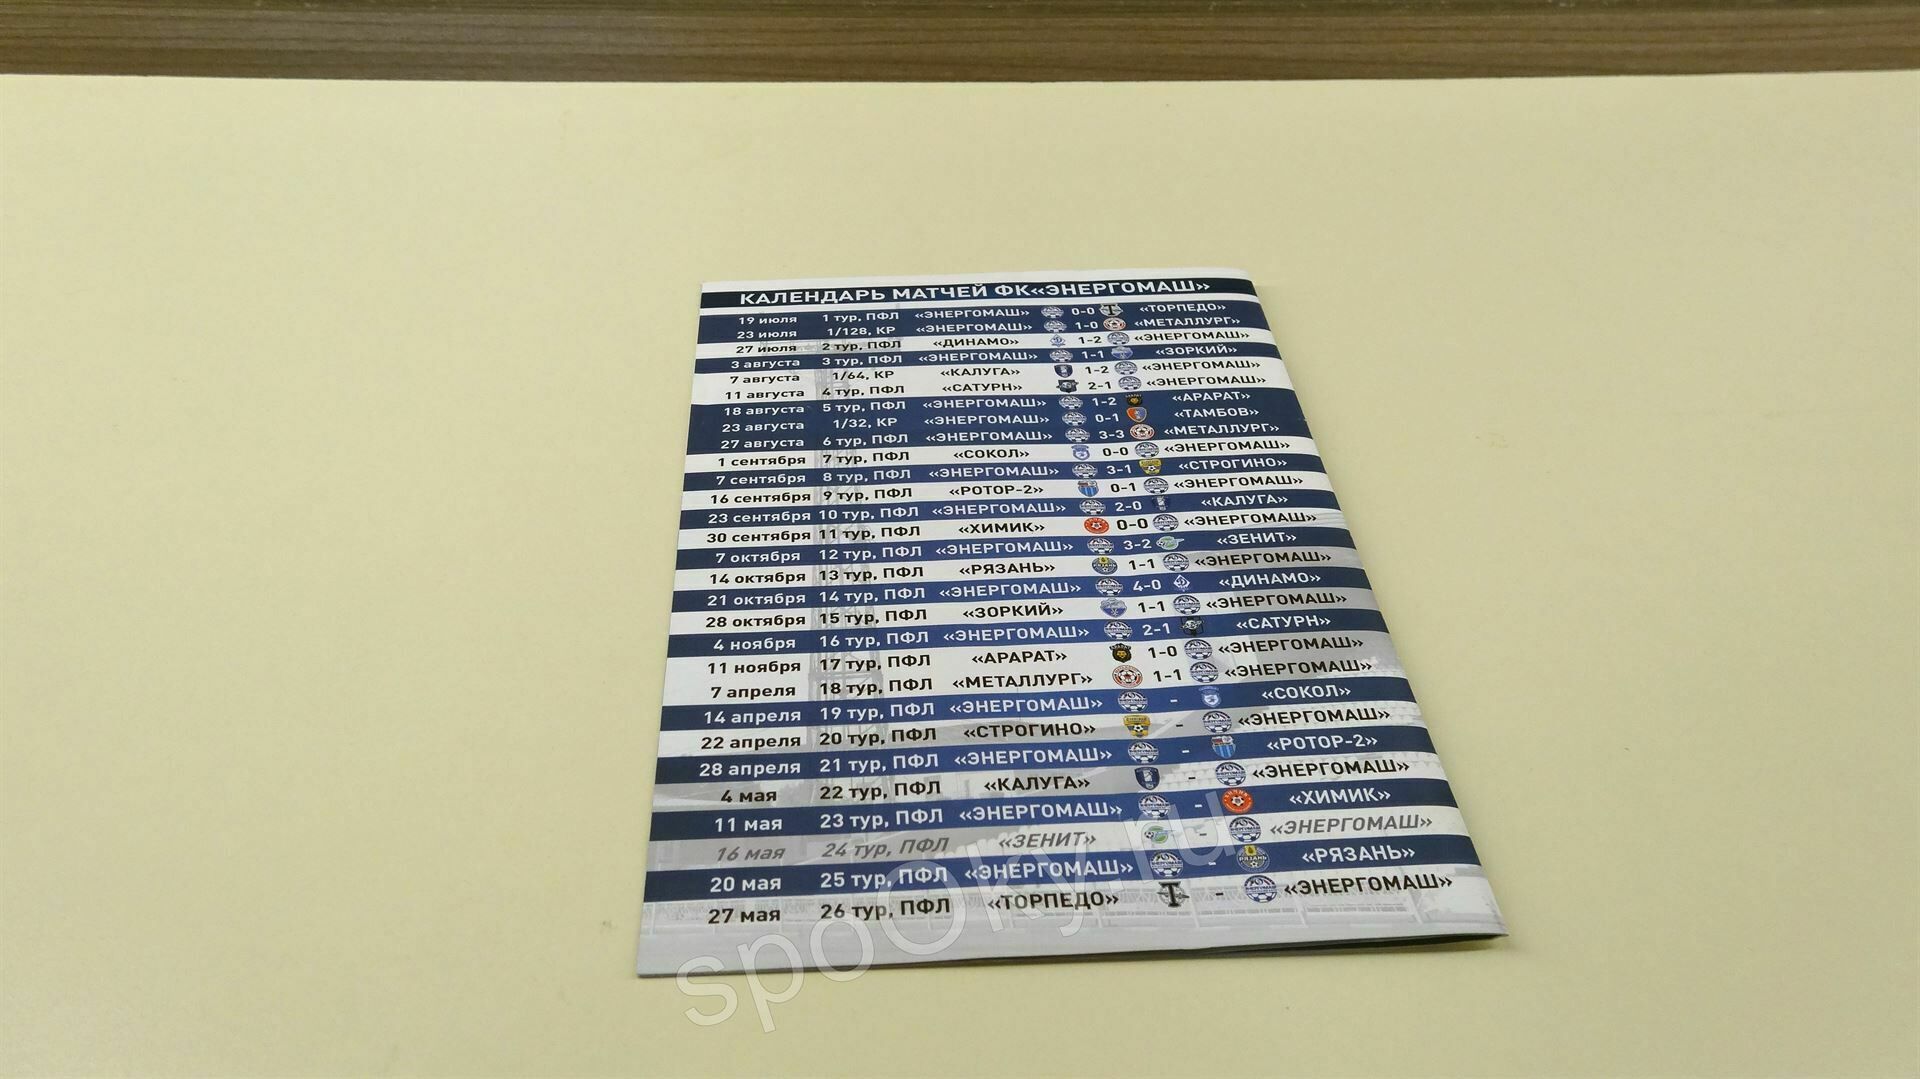 КАЛЕНДАРЬ МАТЧЕЙ ФК«ЭНЕРГОМАШ»
19 июля 1 тур, ПФЛ «ЭНЕРГОМАШ» 0-0 «ТОРПЕДО»
23 июля 1/128, КР «ЭНЕРГОМАШ» 1-0 «МЕТАЛЛУРГ»
27 июля 2 тур, ПФЛ «ДИНАМО» 1-2 «ЭНЕРГОМАШ»
3 августа 3 тур, ПФЛ «ЭНЕРГОМАШ» 1-1 «ЗОРКИЙ»
7 августа 1/64, КР «КАЛУГА» 1-2 «ЭНЕРГОМАШ»
11 августа 4 тур, ПФЛ «САТУРН» 2-1 «ЭНЕРГОМАШ»
18 августа 5 тур, ПФЛ «ЭНЕРГОМАШ» 1-2 «АРАРАТ»
23 августа 1/32, КР «ЭНЕРГОМАШ» 0-1 «ТАМБОВ»
27 августа 6 тур, ПФЛ «ЭНЕРГОМАШ» 3-3 «МЕТАЛЛУРГ»
1 сентября 7 тур, ПФЛ «СОКОЛ» 0-0 «ЭНЕРГОМАШ»
7 сентября 8 тур, ПФЛ «ЭНЕРГОМАШ» 3-1 «СТРОГИНО»
16 сентября 9 тур, ПФЛ «РОТОР-2» 0-1 «ЭНЕРГОМАШ»
23 сентября 10 тур, ПФЛ «ЭНЕРГОМАШ» 2-0 «КАЛУГА»
30 сентября 11 тур, ПФЛ «ХИМИК» 0-0 «ЭНЕРГОМАШ»
7 октября 12 тур, ПФЛ «ЭНЕРГОМАШ» 3-2 «ЗЕНИТ»
14 октября 13 тур, ПФЛ «РЯЗАНЬ» 1-1 «ЭНЕРГОМАШ»
21 октября 14 тур, ПФЛ «ЭНЕРГОМАШ» 4-0 «ДИНАМО»
28 октября 15 тур, ПФЛ «ЗОРКИЙ» 1-1 «ЭНЕРГОМАШ»
4 ноября 16 тур, ПФЛ «ЭНЕРГОМАШ» 2-1 «САТУРН»
11 ноября 17 тур, ПФЛ «АРАРАТ» 1-0 «ЭНЕРГОМАШ»
7 апреля 18 тур, ПФЛ «МЕТАЛЛУРГ» 1-1 «ЭНЕРГОМАШ»
14 апреля 19 тур, ПФЛ «ЭНЕРГОМАШ» - «СОКОЛ»
22 апреля 20 тур, ПФЛ «СТРОГИНО» - «ЭНЕРГОМАШ»
28 апреля 21 тур, ПФЛ «ЭНЕРГОМАШ» - «РОТОР-2»
4 мая 22 тур, ПФЛ «КАЛУГА» - «ЭНЕРГОМАШ»
11 мая 23 тур, ПФЛ «ЭНЕРГОМАШ» - «ХИМИК»
16 мая 24 тур, ПФЛ «ЗЕНИТ» - «ЭНЕРГОМАШ»
20 мая 25 тур, ПФЛ «ЭНЕРГОМАШ» - «РЯЗАНЬ»
27 мая 26 тур, ПФЛ «ТОРПЕДО» - «ЭНЕРГОМАШ»
spoOky.ru